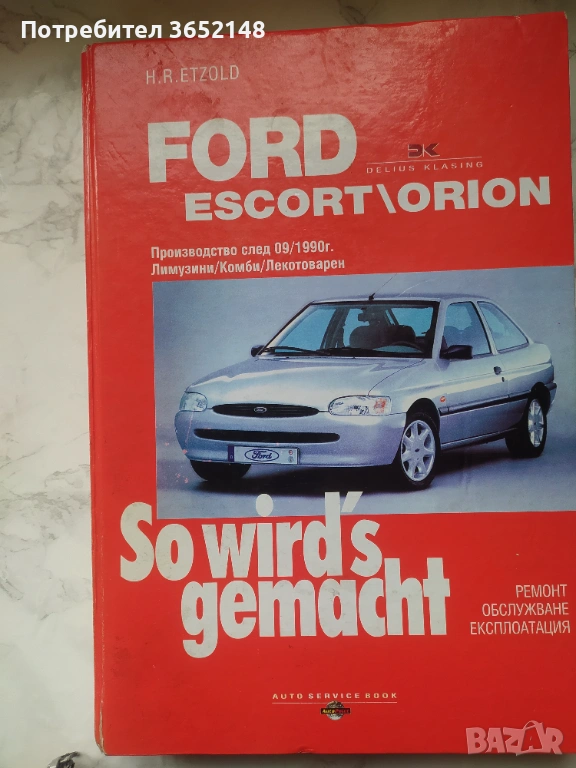 Потребител 3652148
H.R.ETZOLD
FORD
DELIUS KLASING
ESCORT\ORION
Производство след 09/1990г.
Лимузини/Комби/Лекотоварен
Ford
So wird's
gemacht
РЕМОНТ
ОБСЛУЖВАНЕ
ЕКСПЛОАТАЦИЯ
AUTO SERVICE BOOK
BAZAR